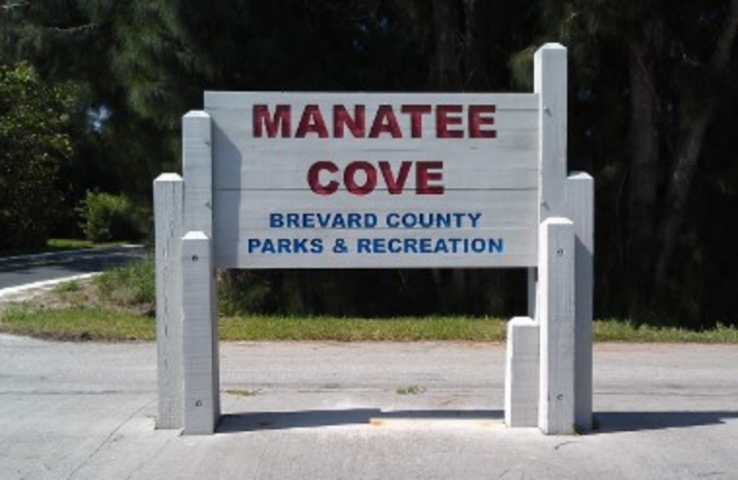 MANATEE
COVE
BREVARD COUNTY
PARKS & RECREATION